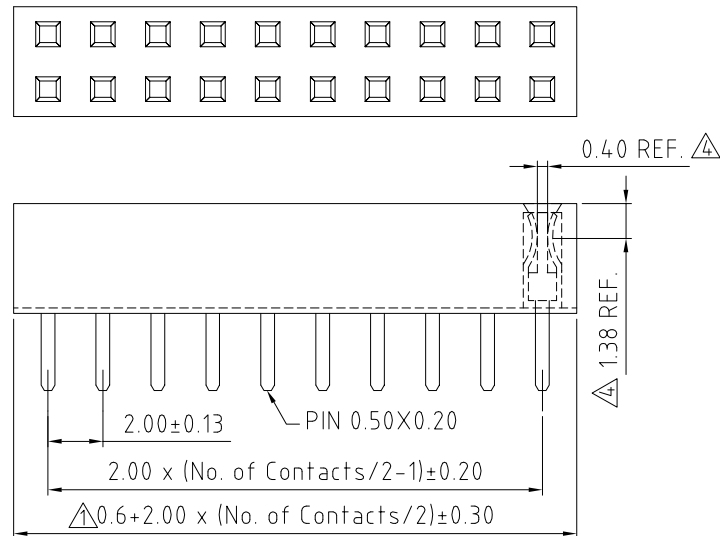 0.40 REF. 4
4 1.38 REF.
PIN 0.50X0.20
2.00±0.13
2.00 x (No. of Contacts/2-1)±0.20
1 0.6+2.00 x (No. of Contacts/2)±0.30